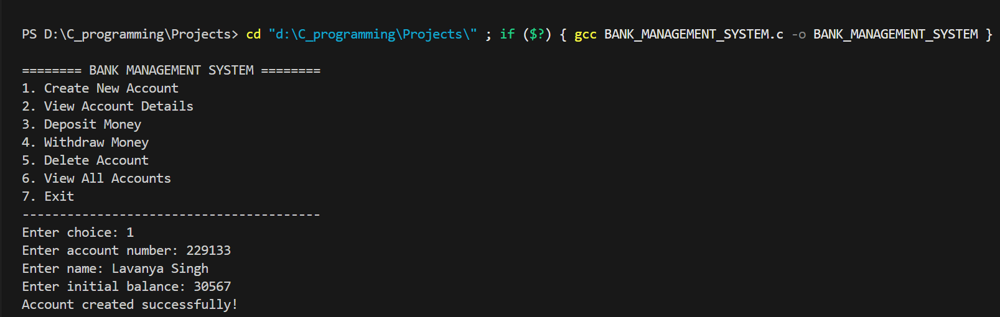 PS D:\C_programming\Projects> cd "d:\C_programming\Projects\" ; if ($?) { gcc BANK_MANAGEMENT_SYSTEM.c -o BANK_MANAGEMENT_SYSTEM }
======== BANK MANAGEMENT SYSTEM ========
1. Create New Account
2. View Account Details
3. Deposit Money
4. Withdraw Money
5. Delete Account
6. View All Accounts
7. Exit
----------------------------------------
Enter choice: 1
Enter account number: 229133
Enter name: Lavanya Singh
Enter initial balance: 30567
Account created successfully!